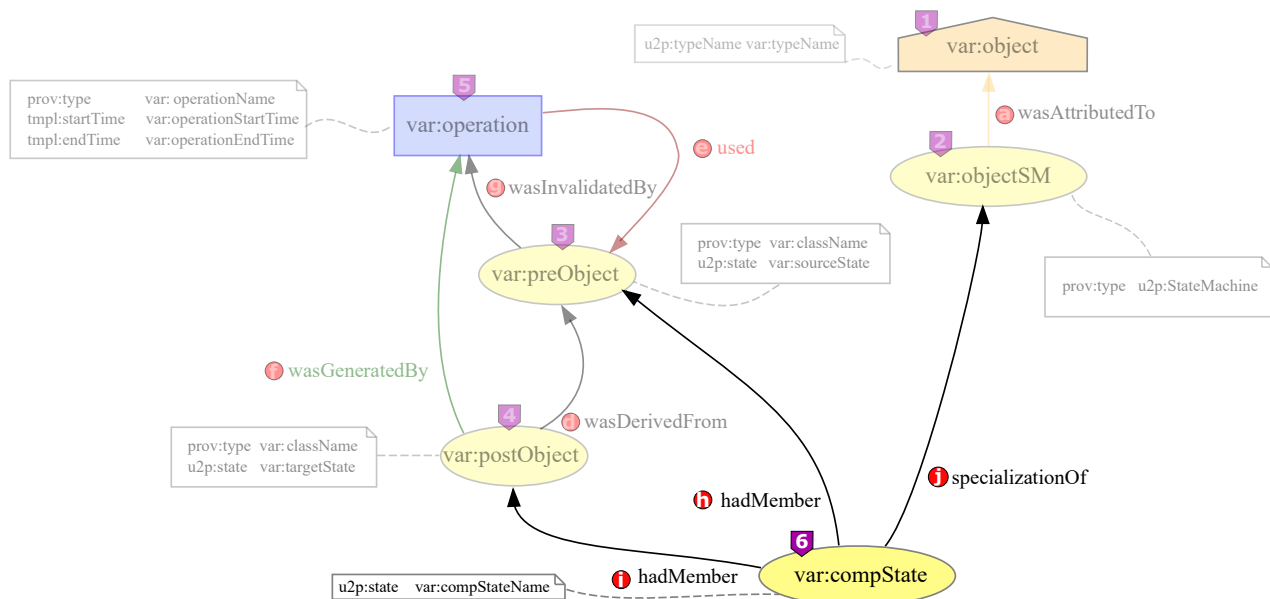 1
u2p:typeName var:typeName
var:object
5
prov:type var: operationName
tmpl:startTime var:operationStartTime
tmpl:endTime var:operationEndTime
var:operation
a wasAttributedTo
e used
2
var:objectSM
g wasInvalidatedBy
3
prov:type var: className
u2p:state var:sourceState
var:preObject
prov:type u2p:StateMachine
f wasGeneratedBy
4
d wasDerivedFrom
prov:type var: className
u2p:state var:targetState
var:postObject
j specializationOf
h hadMember
6
var:compState
i hadMember
u2p:state var:compStateName